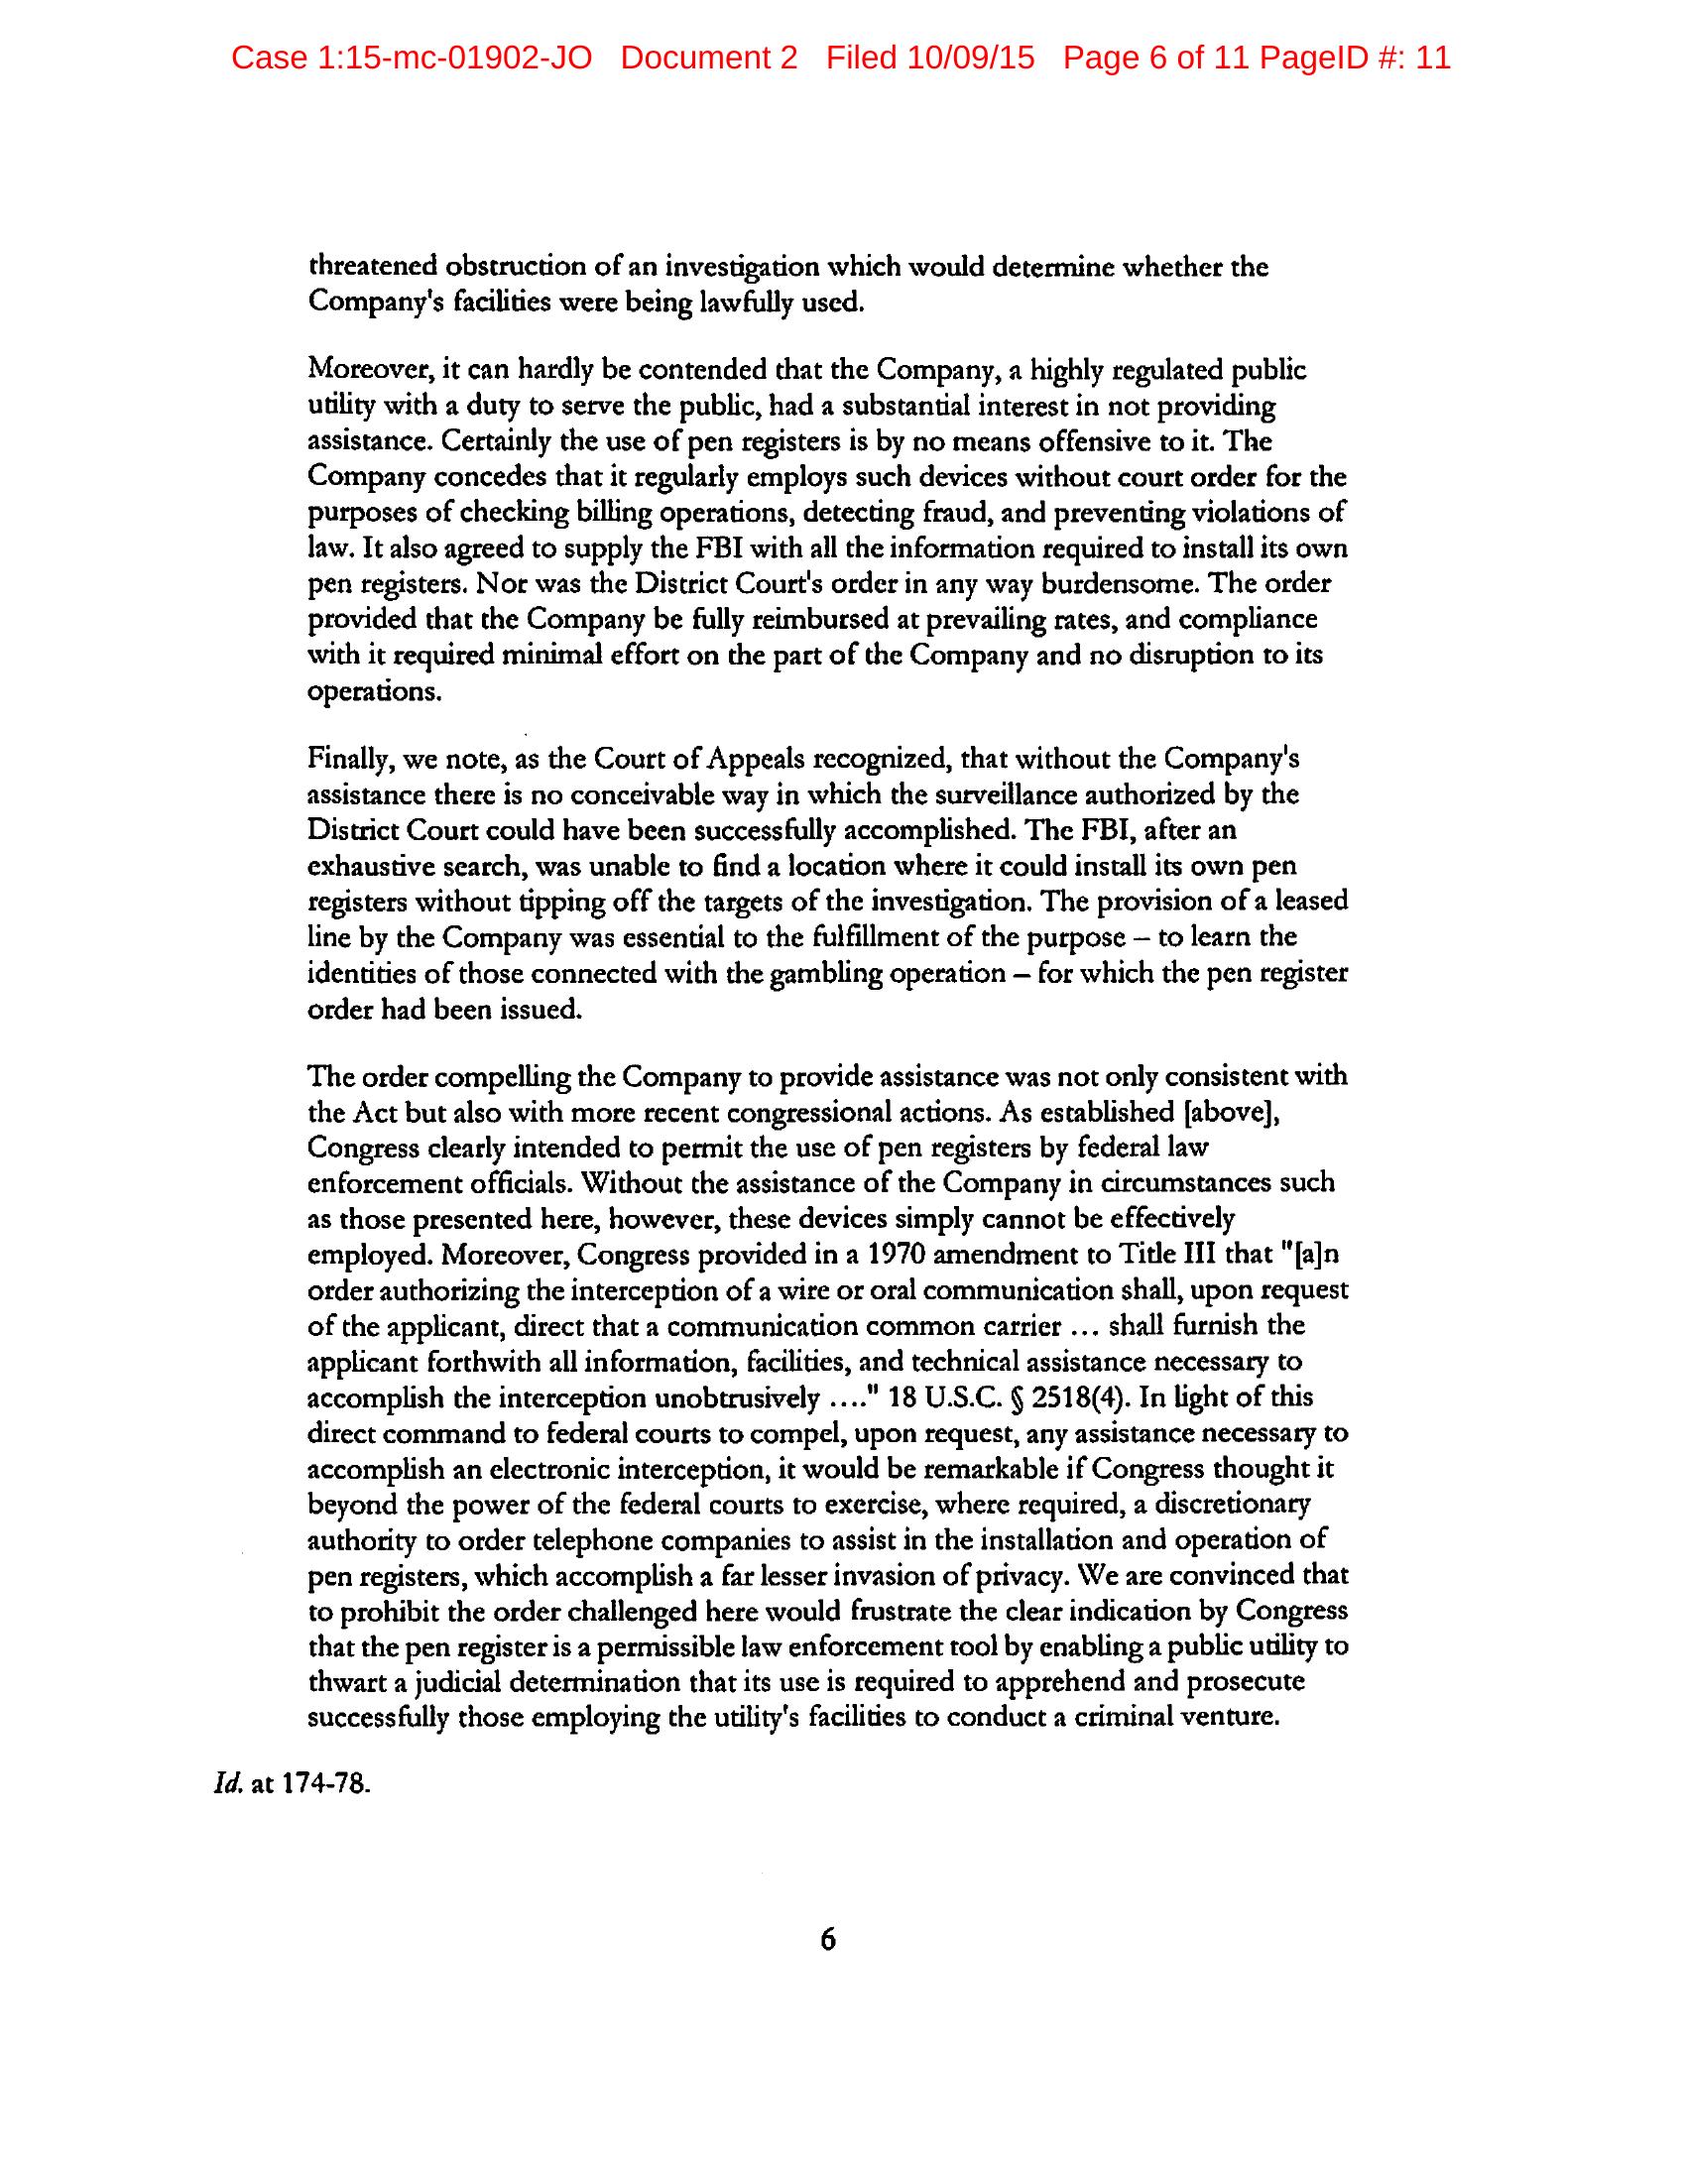 Case 1:15-mc-01902-JO Document 2 Filed 10/09/15 Page 6 of 11 PageID #: 11
threatened obstruction of an investigation which would determine whether the
Company's facilities were being lawfully used.
Moreover, it can hardly be contended that the Company, a highly regulated public
utility with a duty to serve the public, had a substantial interest in not providing
assistance. Certainly the use of pen registers is by no means offensive to it. The
Company concedes that it regularly employs such devices without court order for the
purposes of checking billing operations, detecting fraud, and preventing violations of
law. It also agreed to supply the FBI with all the information required to install its own
pen registers. Nor was the District Court's order in any way burdensome. The order
provided that the Company be fully reimbursed at prevailing rates, and compliance
with it required minimal effort on the part of the Company and no disruption to its
operations.
Finally, we note, as the Court of Appeals recognized, that without the Company's
assistance there is no conceivable way in which the surveillance authorized by the
District Court could have been successfully accomplished. The FBI, after an
exhaustive search, was unable to find a location where it could install its own pen
registers without tipping off the targets of the investigation. The provision of a leased
line by the Company was essential to the fulfillment of the purpose – to learn the
identities of those connected with the gambling operation – for which the pen register
order had been issued.
The order compelling the Company to provide assistance was not only consistent with
the Act but also with more recent congressional actions. As established [above],
Congress clearly intended to permit the use of pen registers by federal law
enforcement officials. Without the assistance of the Company in circumstances such
as those presented here, however, these devices simply cannot be effectively
employed. Moreover, Congress provided in a 1970 amendment to Title III that "[a]n
order authorizing the interception of a wire or oral communication shall, upon request
of the applicant, direct that a communication common carrier ... shall furnish the
applicant forthwith all information, facilities, and technical assistance necessary to
accomplish the interception unobtrusively ...." 18 U.S.C. § 2518(4). In light of this
direct command to federal courts to compel, upon request, any assistance necessary to
accomplish an electronic interception, it would be remarkable if Congress thought it
beyond the power of the federal courts to exercise, where required, a discretionary
authority to order telephone companies to assist in the installation and operation of
pen registers, which accomplish a far lesser invasion of privacy. We are convinced that
to prohibit the order challenged here would frustrate the clear indication by Congress
that the pen register is a permissible law enforcement tool by enabling a public utility to
thwart a judicial determination that its use is required to apprehend and prosecute
successfully those employing the utility's facilities to conduct a criminal venture.
Id. at 174-78.
6